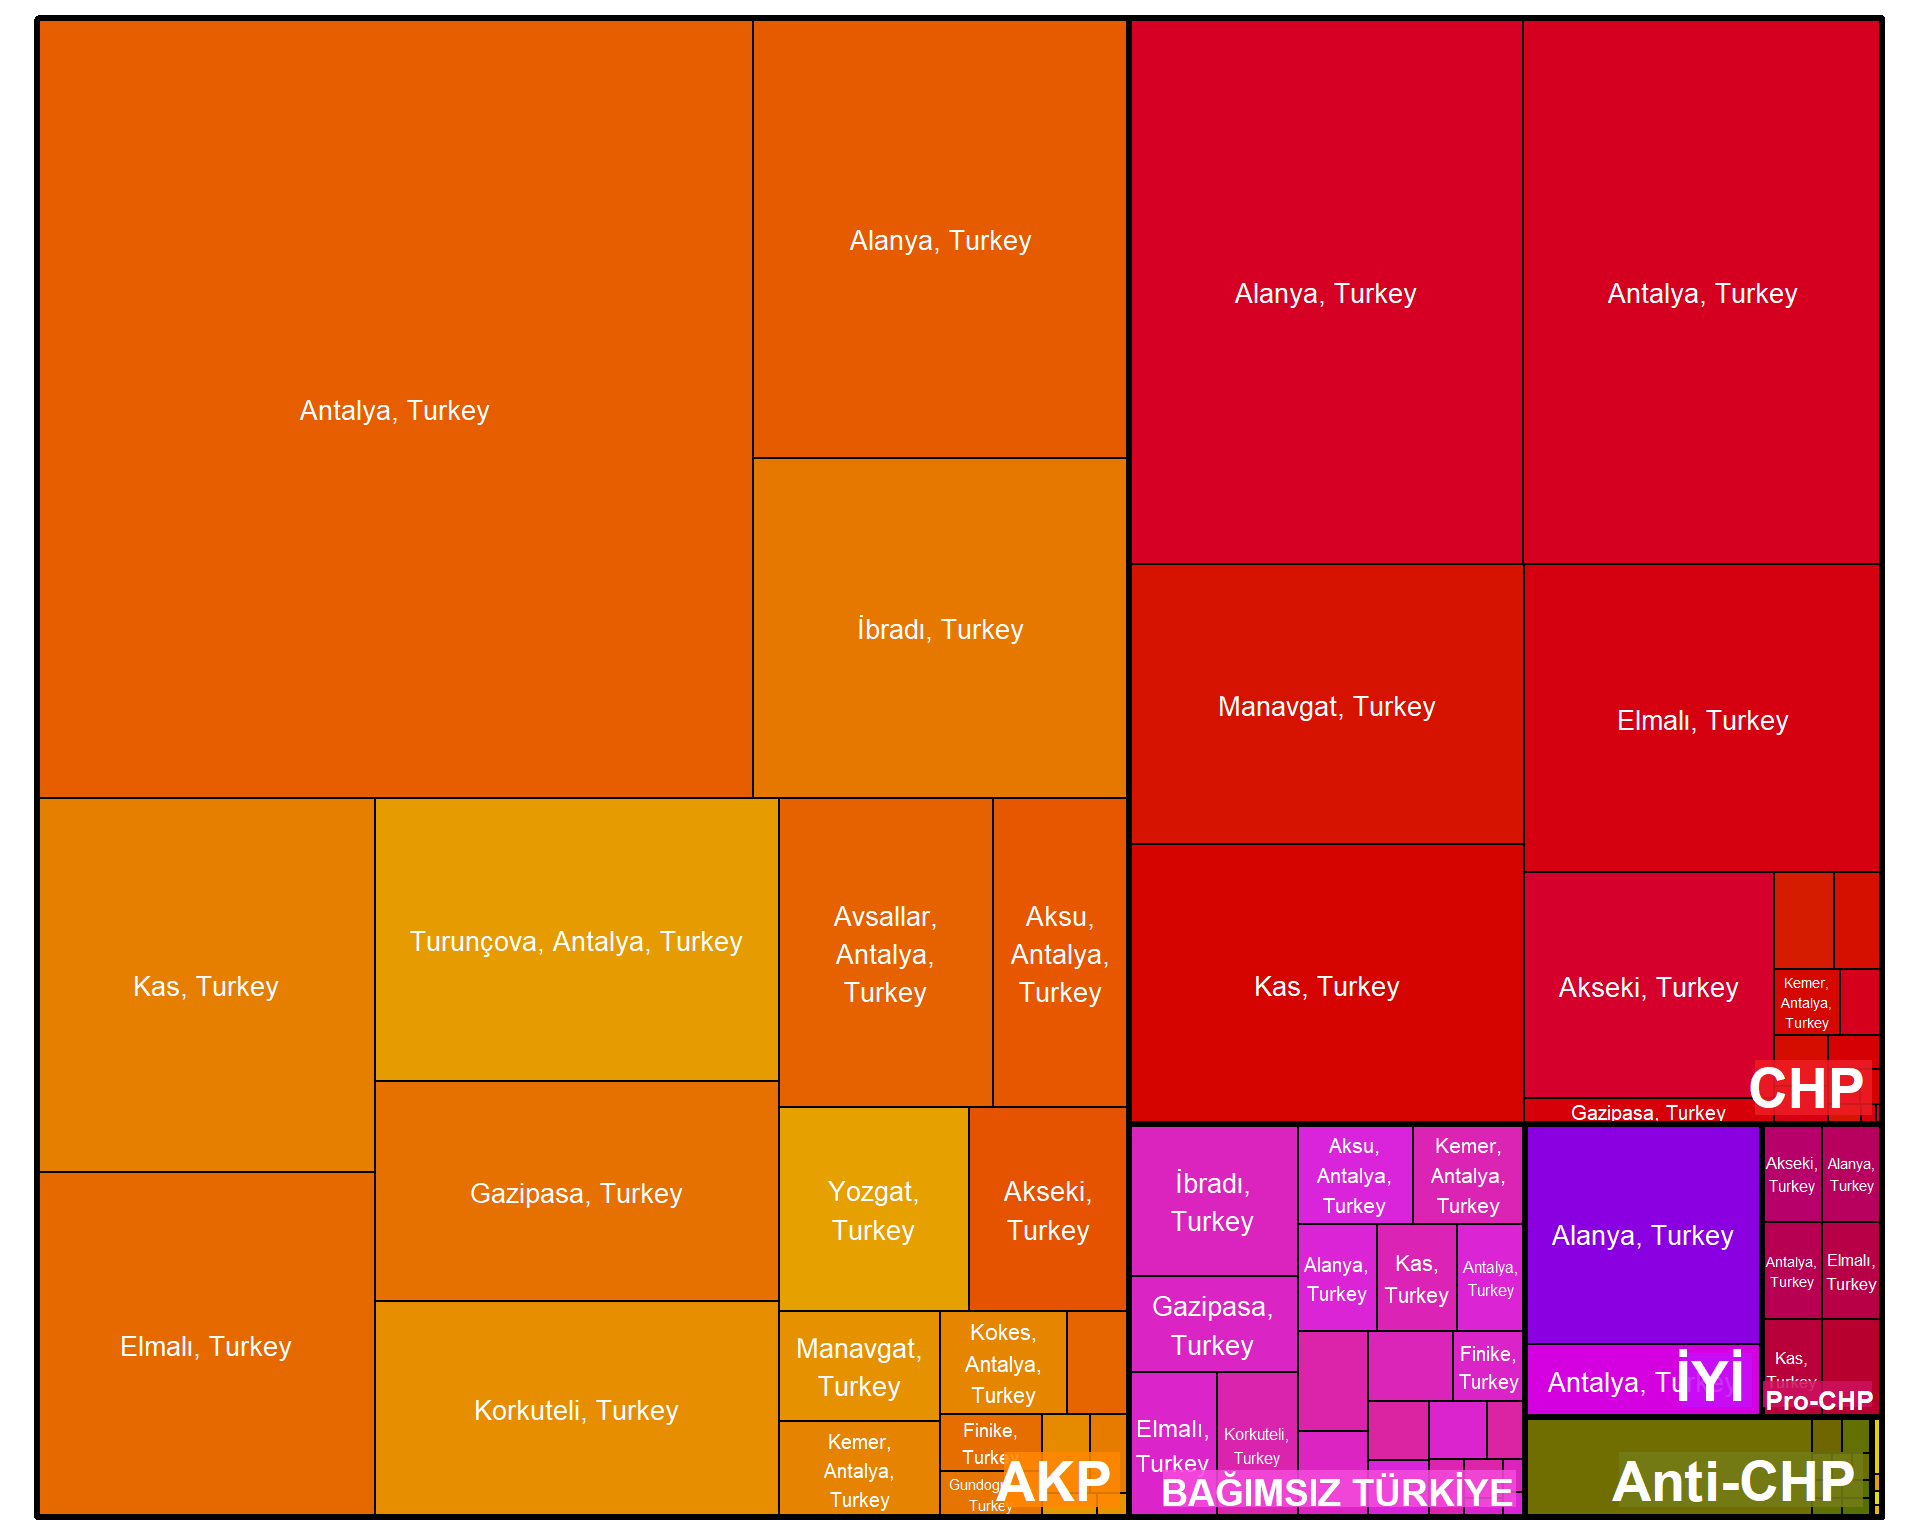 Antalya, Turkey
Alanya, Turkey
İbradı, Turkey
Kas, Turkey
Turunçova, Antalya, Turkey
Avsallar,
Antalya,
Turkey
Aksu,
Antalya,
Turkey
Gazipasa, Turkey
Yozgat,
Turkey
Akseki,
Turkey
Elmalı, Turkey
Korkuteli, Turkey
Manavgat,
Turkey
Kokes,
Antalya,
Turkey
Kemer,
Antalya,
Turkey
Finike,
Turkey
Turkey
AKP
Alanya, Turkey
Antalya, Turkey
Manavgat, Turkey
Elmalı, Turkey
Kas, Turkey
Akseki, Turkey
Kemer,
Antalya,
Turkey
Gazipasa, Turkey
CHP
İbradı,
Turkey
Aksu,
Antalya,
Turkey
Kemer,
Antalya,
Turkey
Gazipasa,
Turkey
Alanya,
Turkey
Kas,
Turkey
Antalya,
Turkey
Finike,
Turkey
Elmalı,
Turkey
Korkuteli,
Turkey
BAĞIMSIZ TÜRKİYE
Alanya, Turkey
Antalya, Turkey
İYİ
Akseki,
Turkey
Alanya,
Turkey
Antalya,
Turkey
Elmalı,
Turkey
Kas,
Turkey
Pro-CHP
Anti-CHP